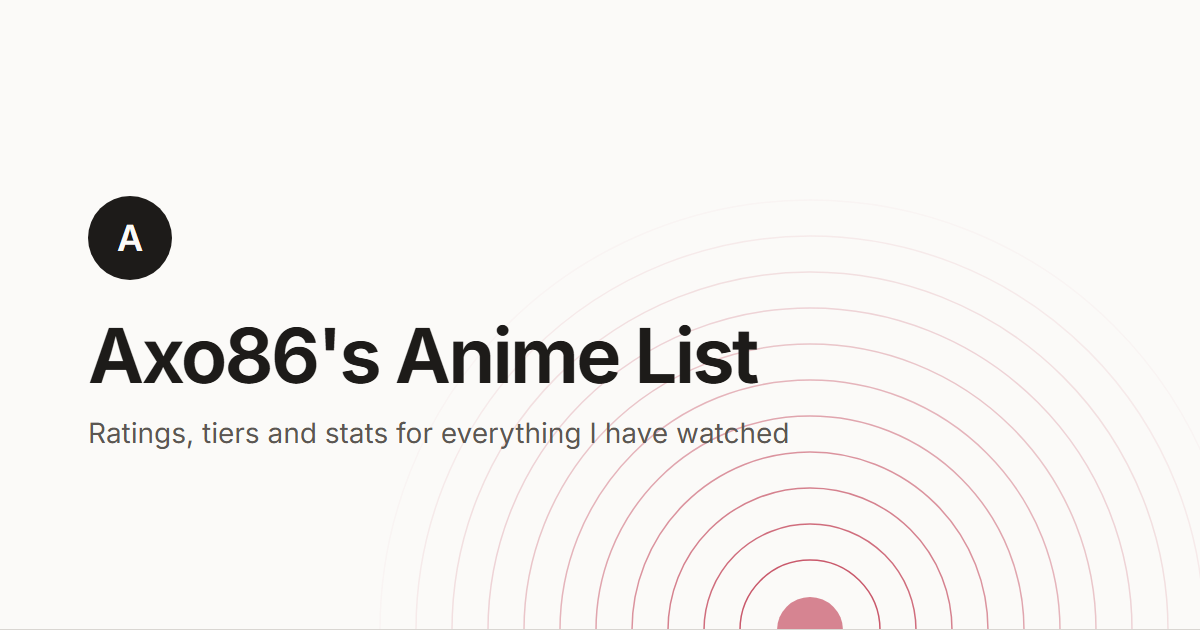 A
Axo86's Anime List
Ratings, tiers and stats for everything I have watched